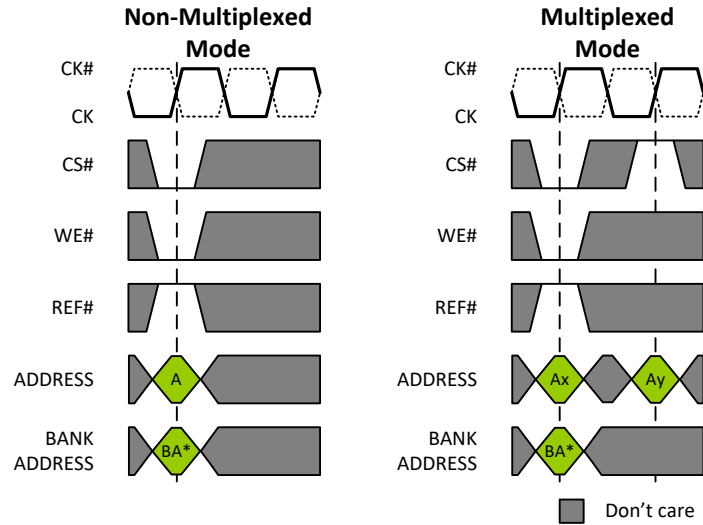 Non-Multiplexed
Mode
CK#
CK
CS#
WE#
REF#
ADDRESS
A
BANK
ADDRESS
BA*
Multiplexed
Mode
CK#
CK
CS#
WE#
REF#
ADDRESS
Ax
Ay
BANK
ADDRESS
BA*
Don't care